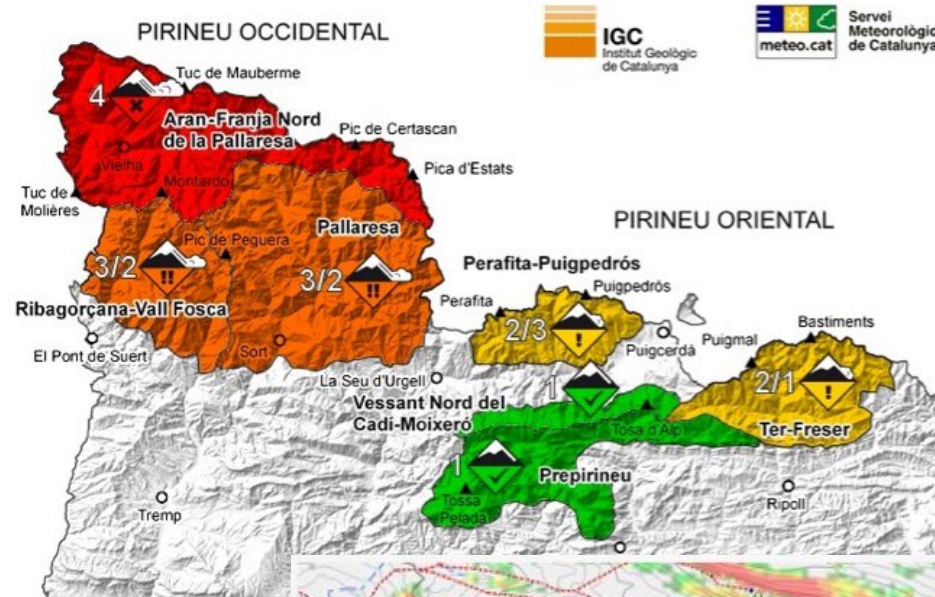 PIRINEU OCCIDENTAL
IGC
Institut Geològic
de Catalunya
meteo.cat
Servei
Meteorològic
de Catalunya
Tuc de Mauberme
4
Aran-Franja Nord
de la Pallaresa
Pic de Certascan
Vielha
Pica d'Estats
Tuc de
Molières
Montardo
Pallaresa
PIRINEU ORIENTAL
Pic de Peguera
3/2
!!
3/2
!!
Perafita-Puigpedrós
Perafita
Puigpedrós
Ribagorçana-Vall Fosca
2/3
!
Puigcerdà
Puigmal
Bastiments
El Pont de Suert
Sort
La Seu d'Urgell
1
2/1
!
Vessant Nord del
Cadí-Moixeró
Tosa d'Alp
Ter-Freser
1
Prepirineu
Tossa
Pelada
Ripoll
Tremp